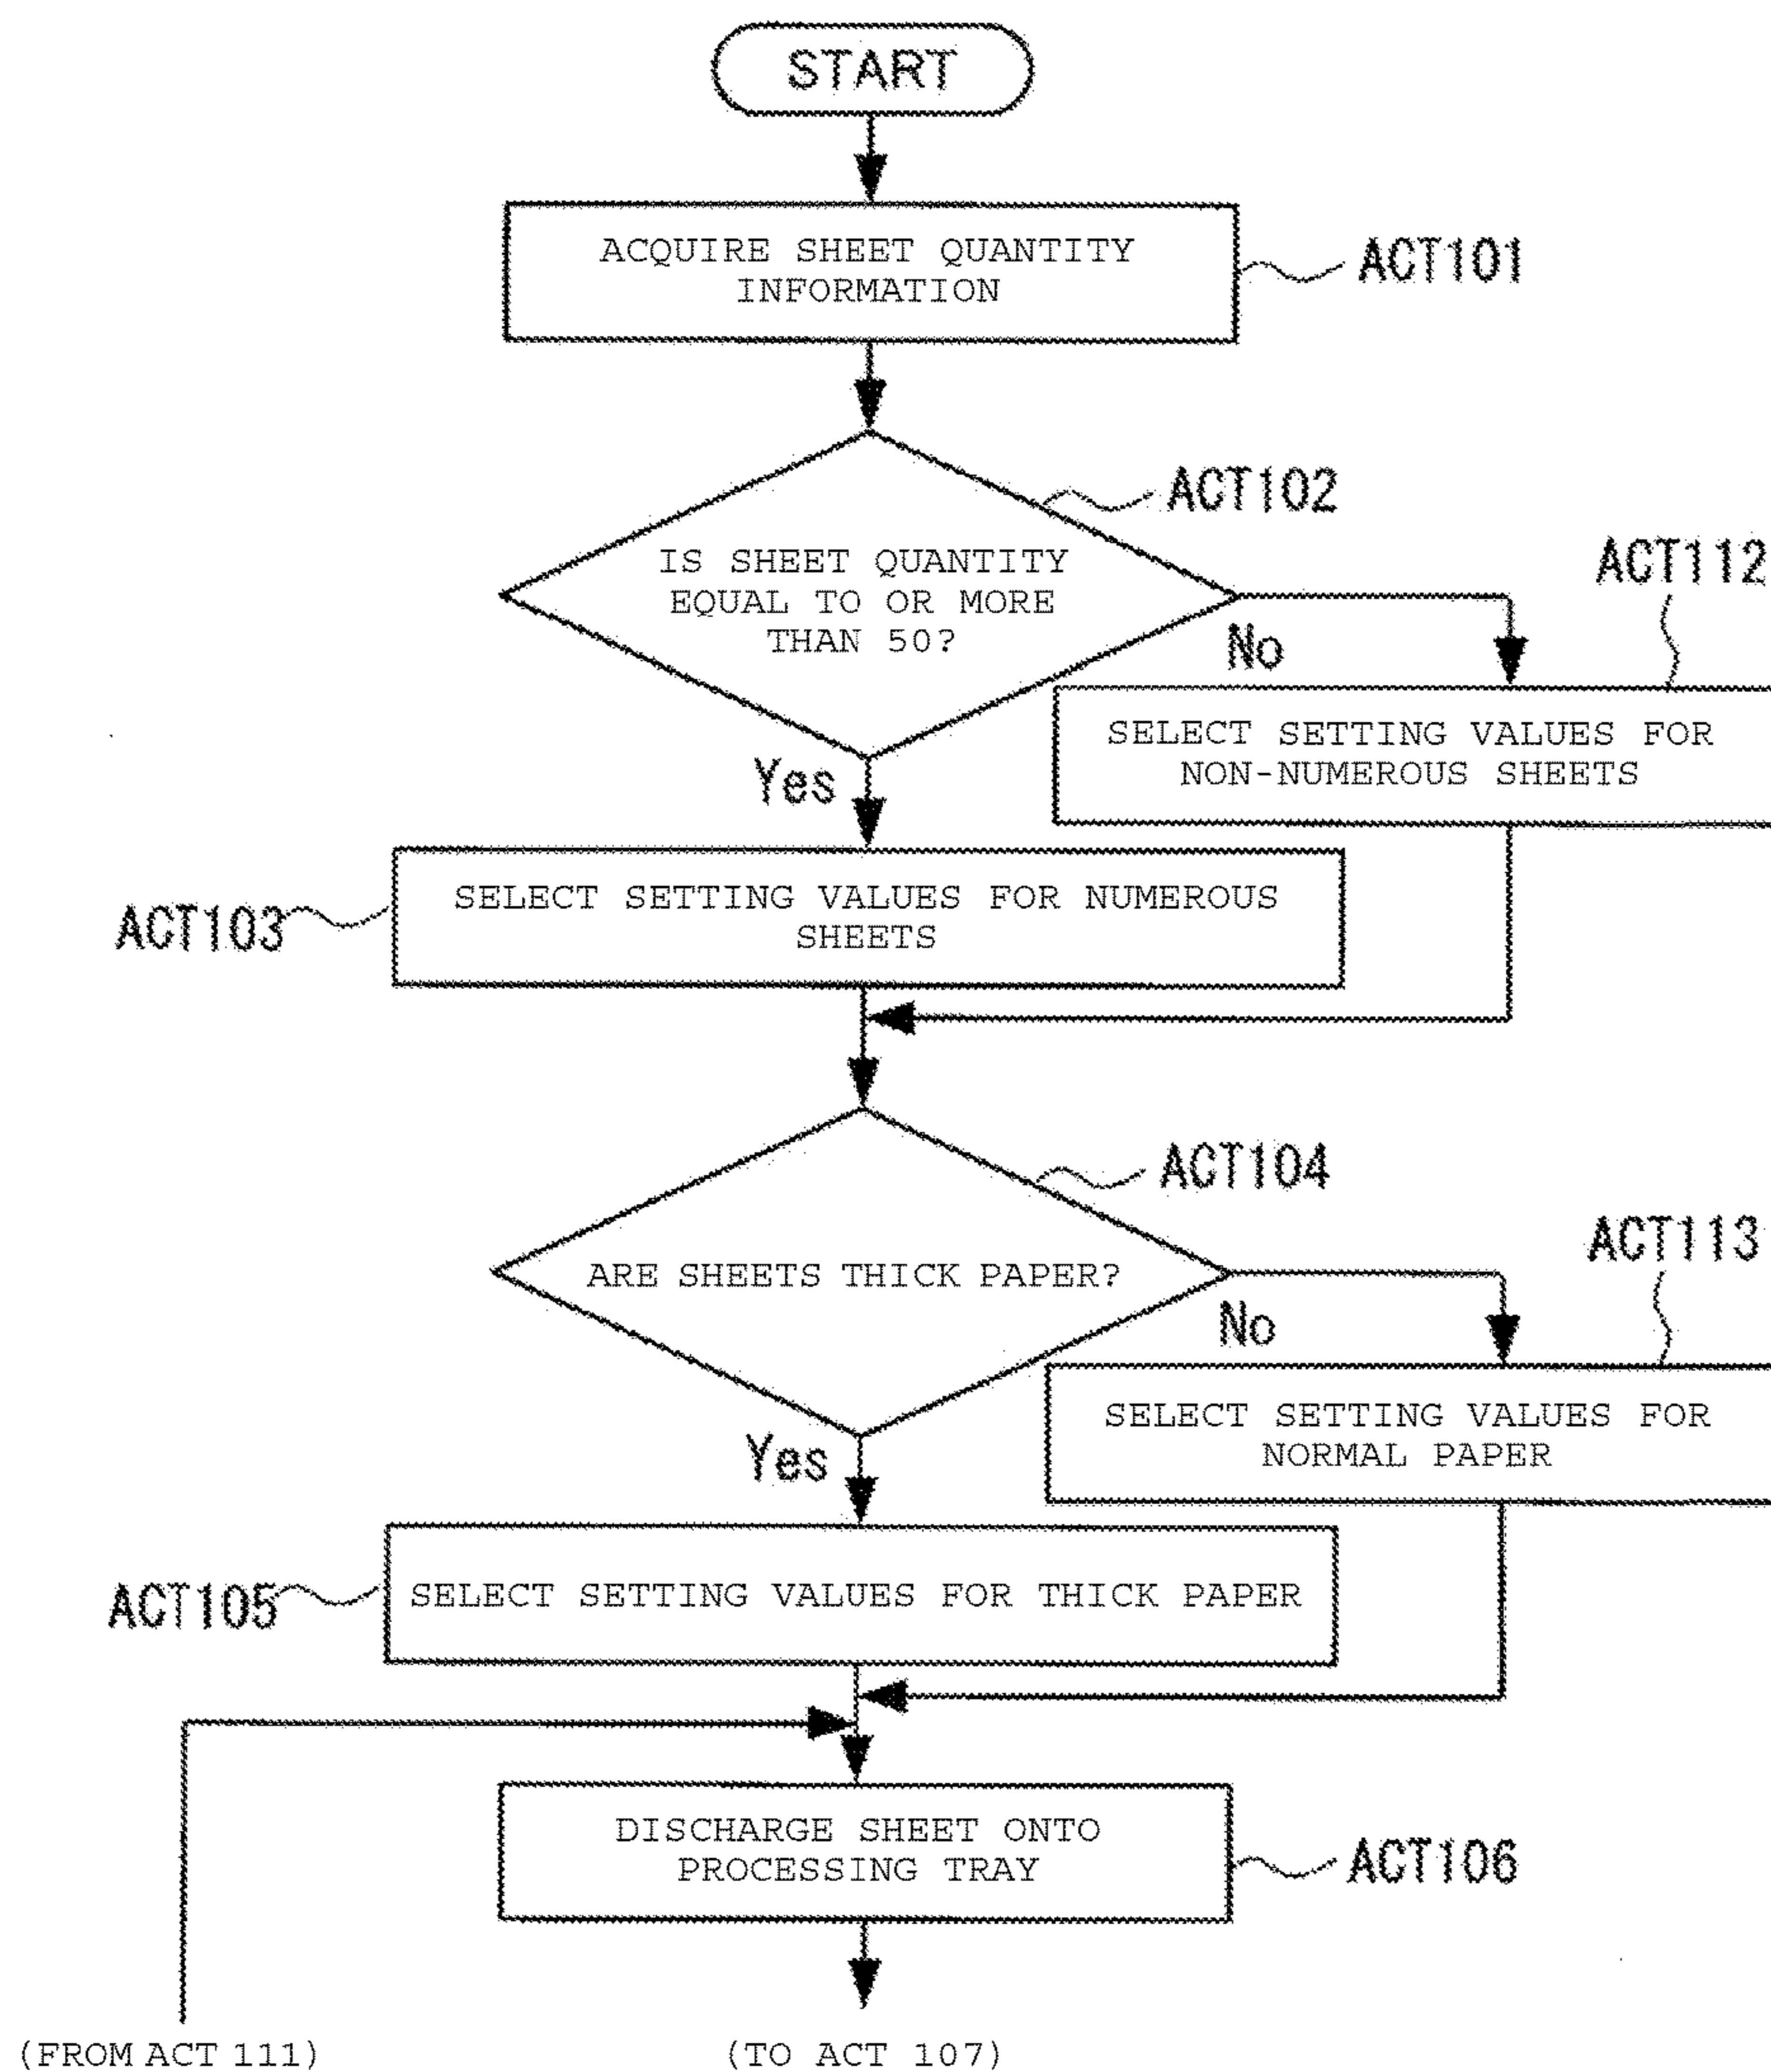 START
ACQUIRE SHEET QUANTITY
INFORMATION
ACT101
ACT102
IS SHEET QUANTITY
EQUAL TO OR MORE
THAN 50?
ACT112
No
Yes
SELECT SETTING VALUES FOR
NON-NUMEROUS SHEETS
ACT103
SELECT SETTING VALUES FOR NUMEROUS
SHEETS
ACT104
ARE SHEETS THICK PAPER?
ACT113
No
Yes
SELECT SETTING VALUES FOR
NORMAL PAPER
ACT105
SELECT SETTING VALUES FOR THICK PAPER
DISCHARGE SHEET ONTO
PROCESSING TRAY
ACT106
(FROM ACT 111)
(TO ACT 107)